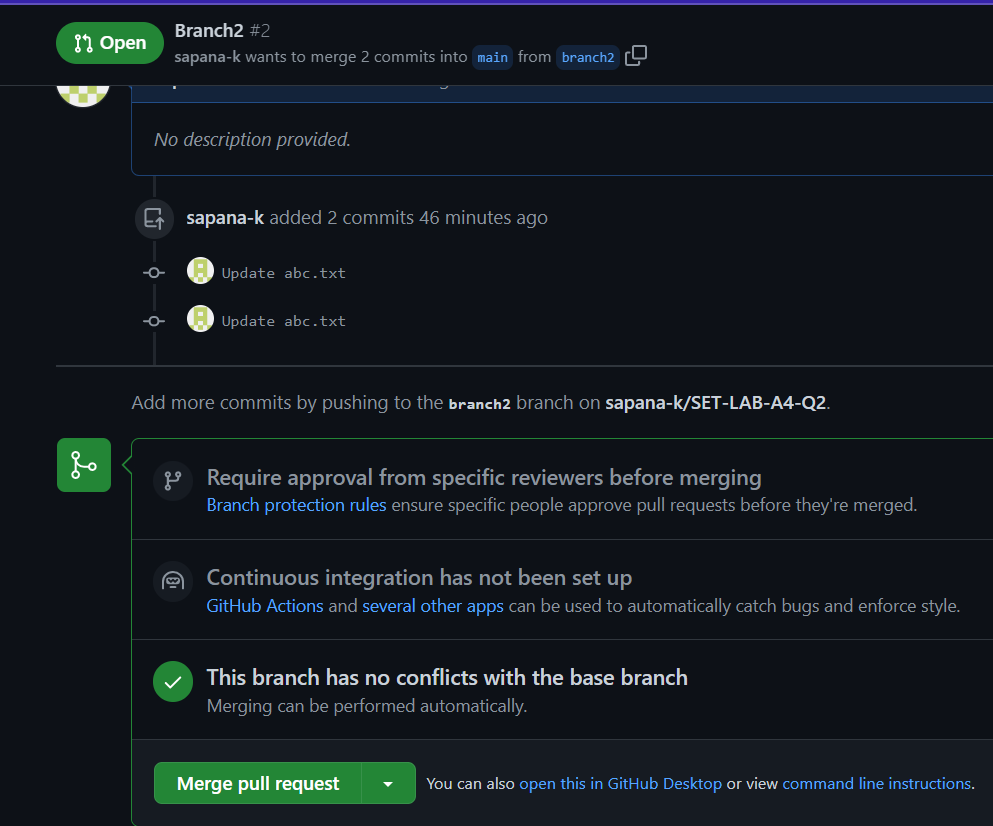 Open
Branch2 #2
sapana-k wants to merge 2 commits into main from branch2
No description provided.
sapana-k added 2 commits 46 minutes ago
Update abc.txt
Update abc.txt
Add more commits by pushing to the branch2 branch on sapana-k/SET-LAB-A4-Q2.
Require approval from specific reviewers before merging
Branch protection rules ensure specific people approve pull requests before they're merged.
Continuous integration has not been set up
GitHub Actions and several other apps can be used to automatically catch bugs and enforce style.
This branch has no conflicts with the base branch
Merging can be performed automatically.
Merge pull request
You can also open this in GitHub Desktop or view command line instructions.